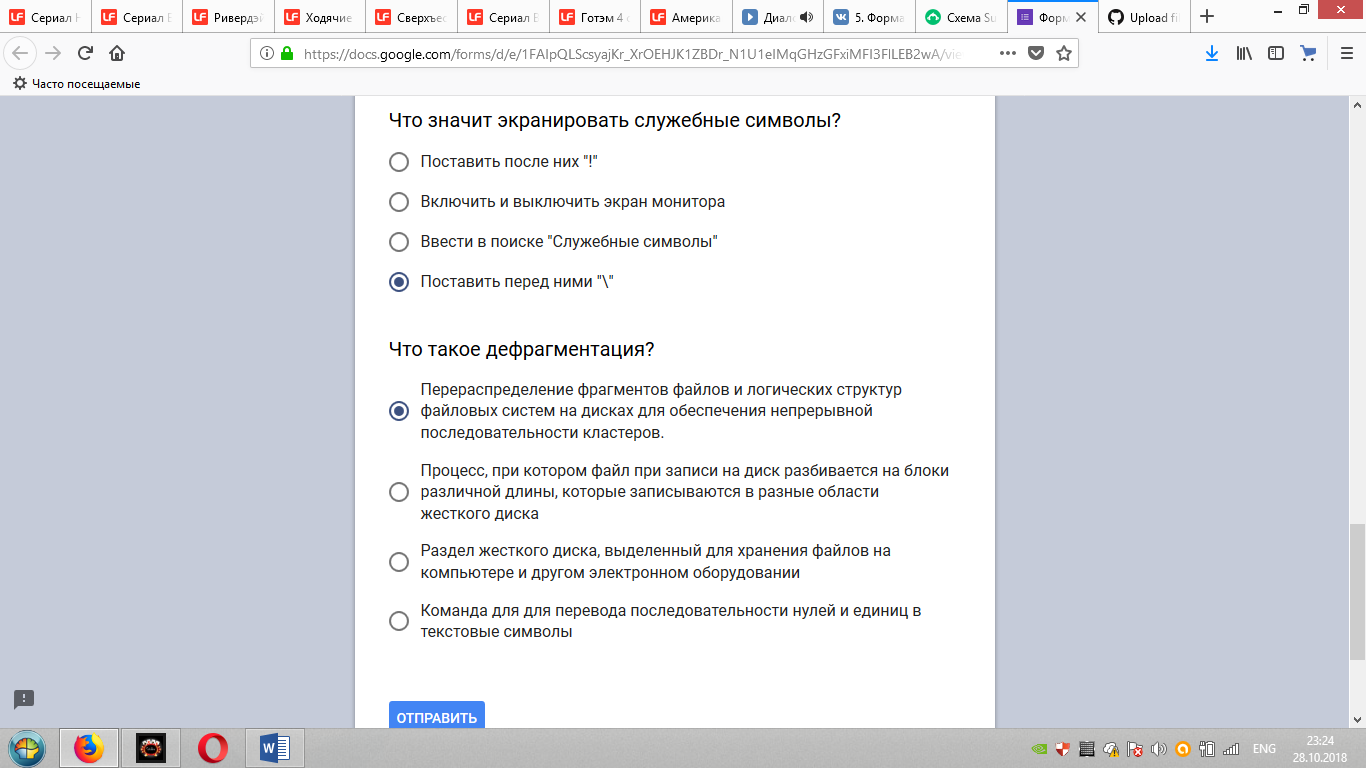 Сериал
Сериал
Ривердэй
Ходячие
Сверхъес
Сериал
Готэм 4
Америка
Диало
5. Форма
Схема Su
Форм
Upload fi
https://docs.google.com/forms/d/e/1FAIpQLScsyajKr_XrOEHJK1ZBDr_N1U1eIMqGHzGFxiMFI3FILEB2wA/vie
Часто посещаемые
Что значит экранировать служебные символы?
Поставить после них "!"
Включить и выключить экран монитора
Ввести в поиске "Служебные символы"
Поставить перед ними "\"
Что такое дефрагментация?
Перераспределение фрагментов файлов и логических структур
файловых систем на дисках для обеспечения непрерывной
последовательности кластеров.
Процесс, при котором файл при записи на диск разбивается на блоки
различной длины, которые записываются в разные области
жесткого диска
Раздел жесткого диска, выделенный для хранения файлов на
компьютере и другом электронном оборудовании
Команда для для перевода последовательности нулей и единиц в
текстовые символы
ОТПРАВИТЬ
ENG
23:24
28.10.2018